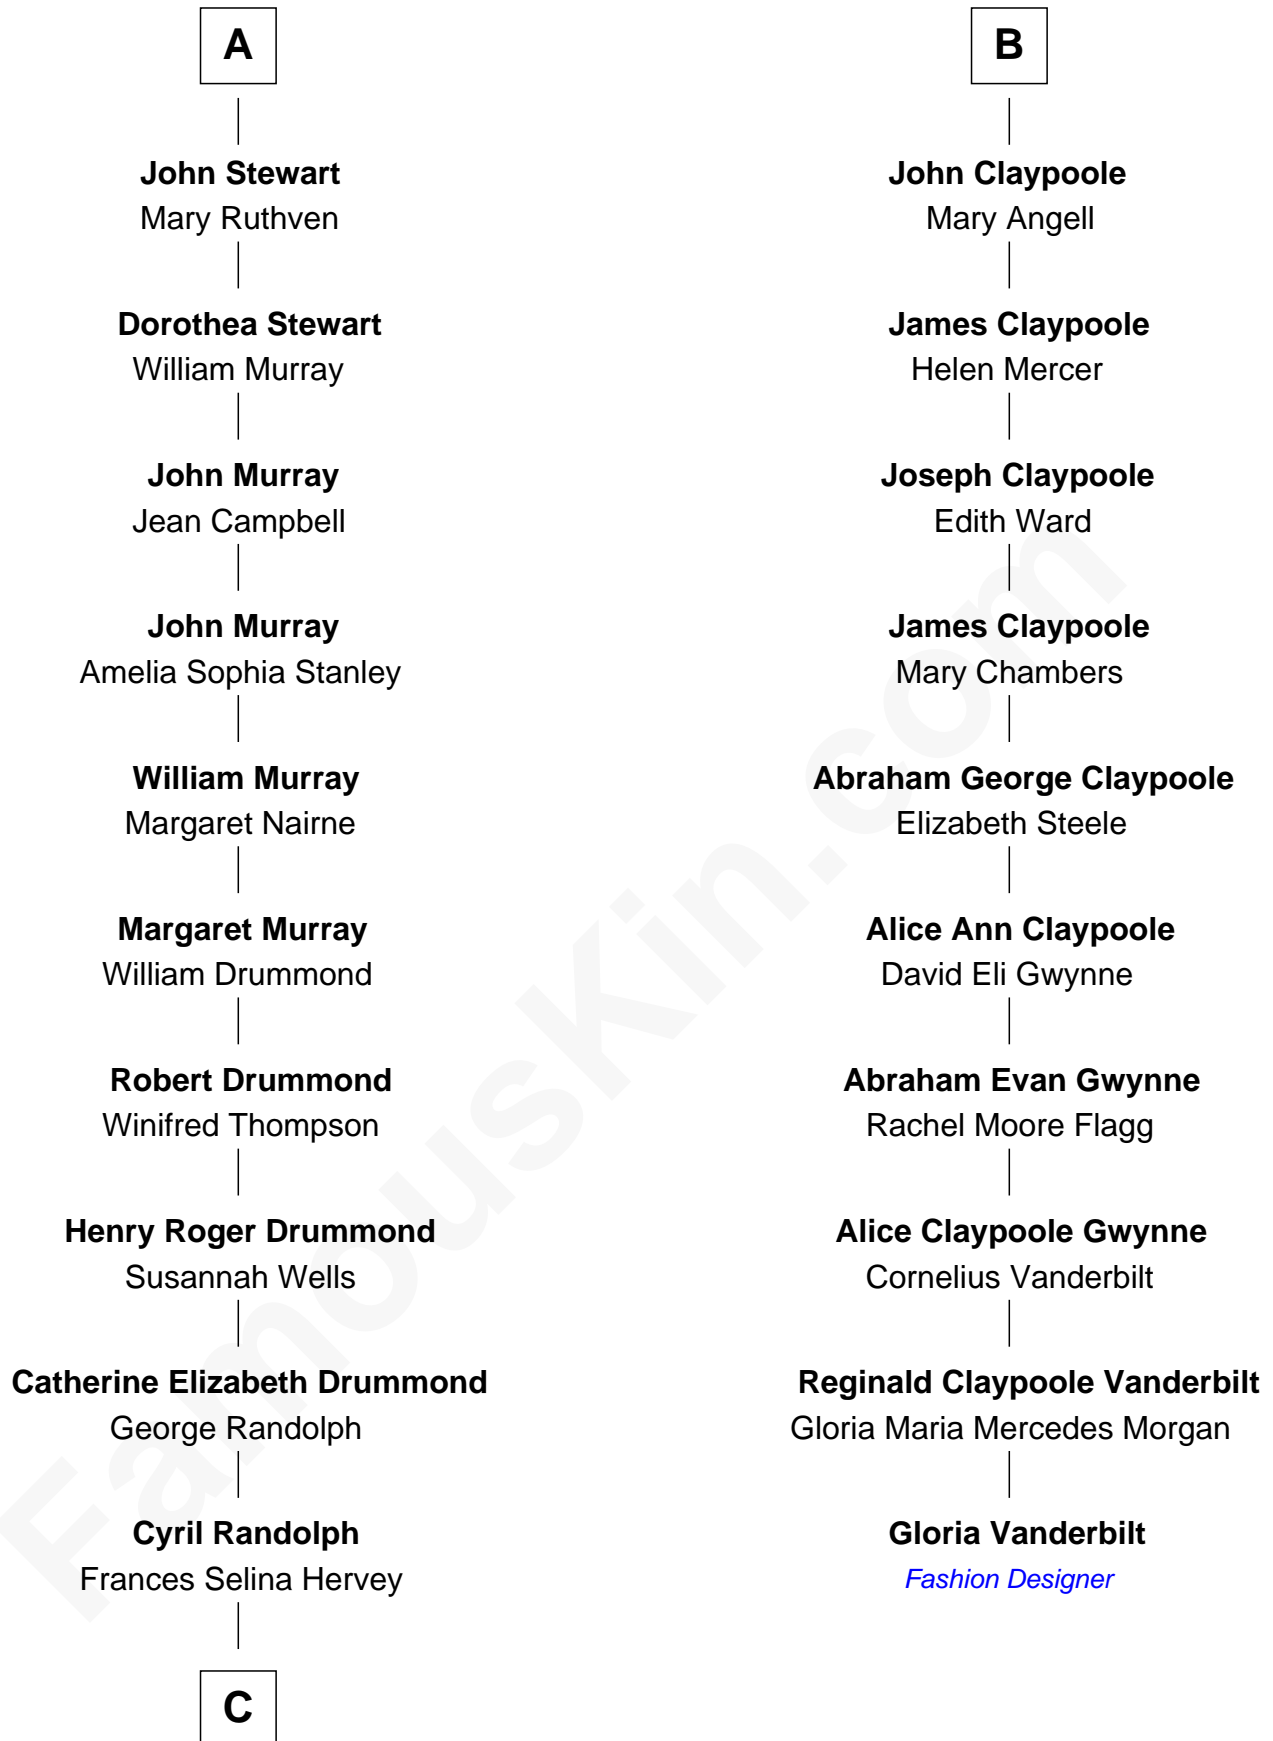 A
John Stewart
Mary Ruthven
Dorothea Stewart
William Murray
John Murray
Jean Campbell
John Murray
Amelia Sophia Stanley
William Murray
Margaret Nairne
Margaret Murray
William Drummond
Robert Drummond
Winifred Thompson
Henry Roger Drummond
Susannah Wells
Catherine Elizabeth Drummond
George Randolph
Cyril Randolph
Frances Selina Hervey
C
B
John Claypoole
Mary Angell
James Claypoole
Helen Mercer
Joseph Claypoole
Edith Ward
James Claypoole
Mary Chambers
Abraham George Claypoole
Elizabeth Steele
Alice Ann Claypoole
David Eli Gwynne
Abraham Evan Gwynne
Rachel Moore Flagg
Alice Claypoole Gwynne
Cornelius Vanderbilt
Reginald Claypoole Vanderbilt
Gloria Maria Mercedes Morgan
Gloria Vanderbilt
Fashion Designer
FamousKin.com